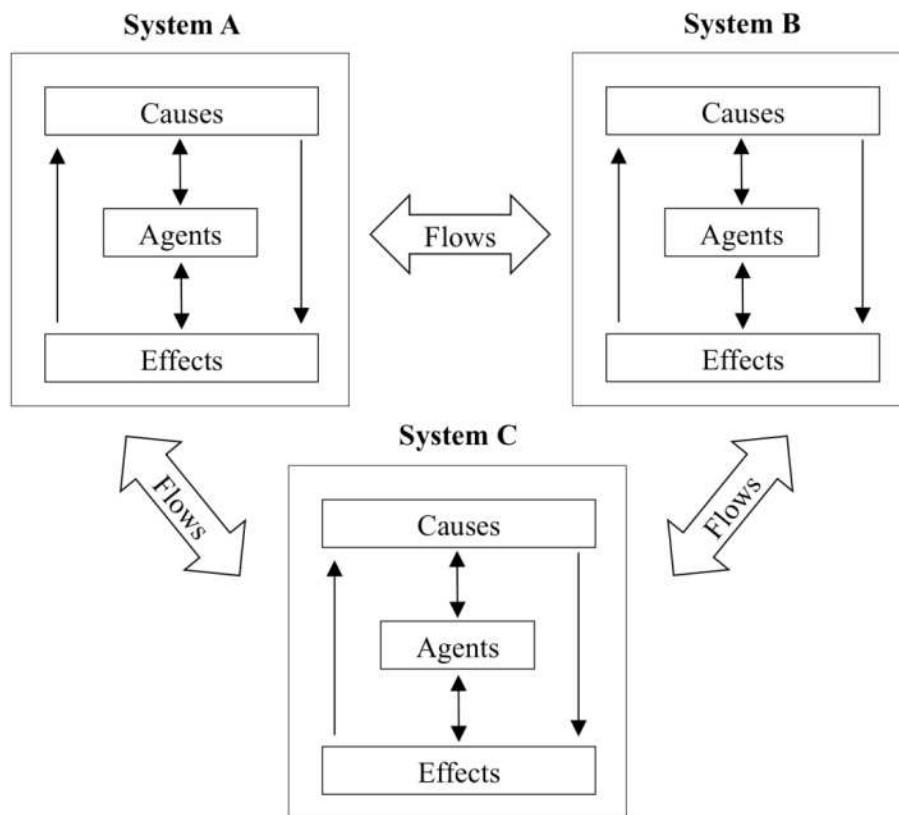 System A
Causes
Agents
Effects
System B
Causes
Agents
Effects
Flows
Flows
Flows
System C
Causes
Agents
Effects